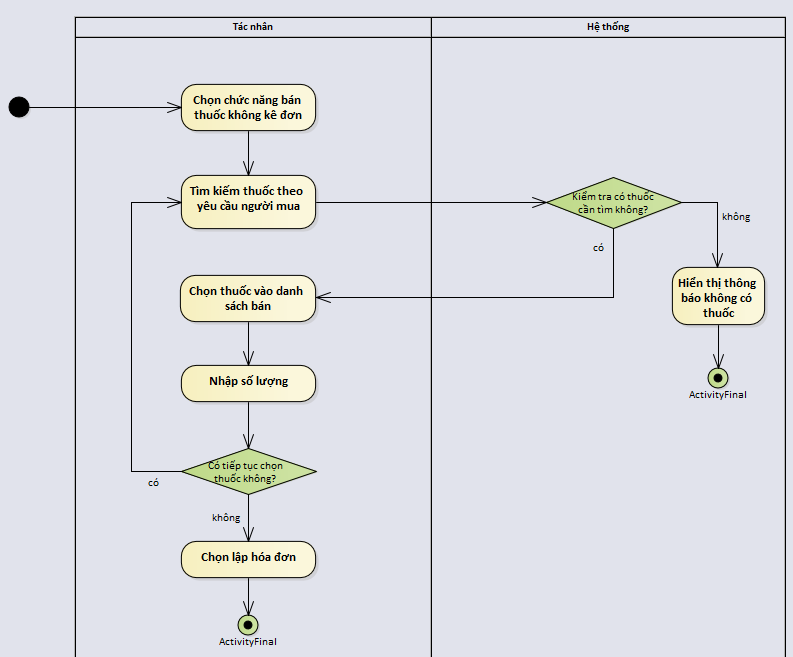 Tác nhân
Hệ thống
Chọn chức năng bán
thuốc không kê đơn
Tìm kiếm thuốc theo
yêu cầu người mua
Kiểm tra có thuốc
cần tìm không?
không
có
Chọn thuốc vào danh
sách bán
Hiển thị thông
báo không có
thuốc
Nhập số lượng
ActivityFinal
Có tiếp tục chọn
thuốc không?
có
không
Chọn lập hóa đơn
ActivityFinal